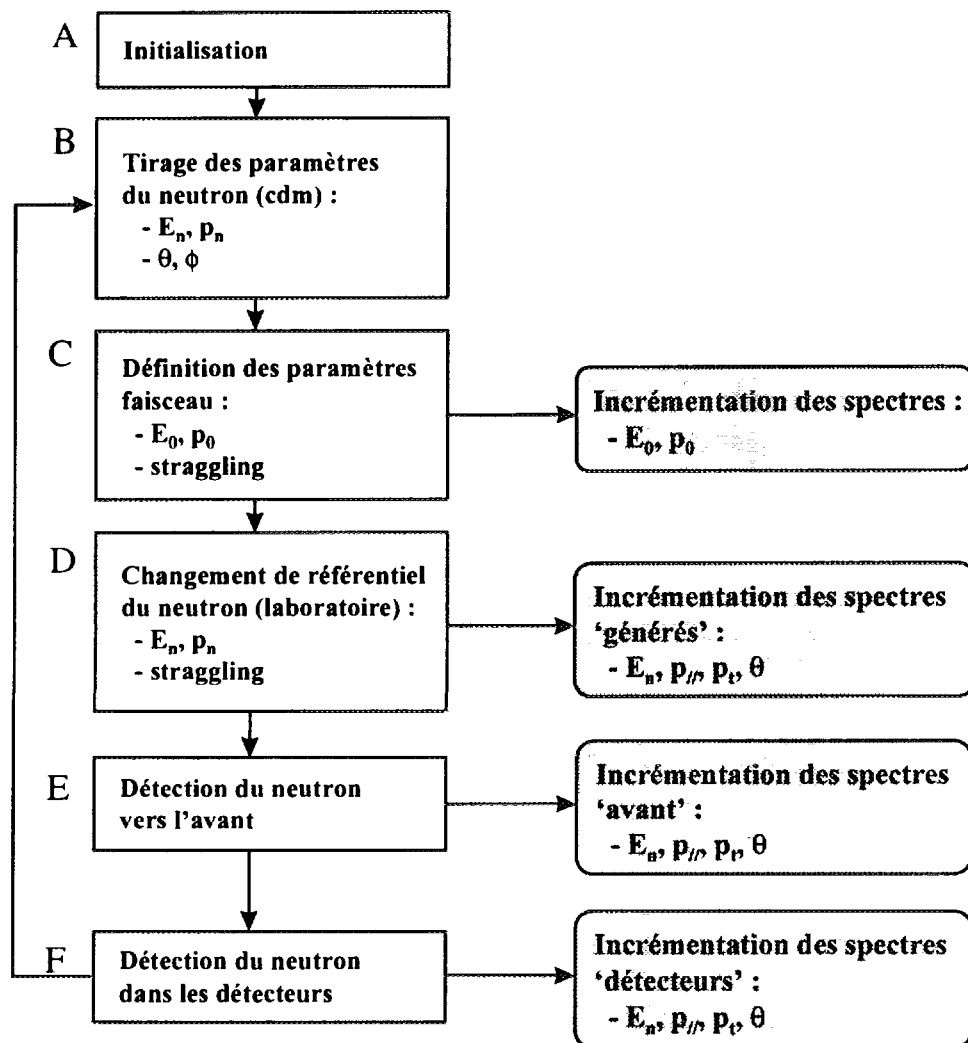 A
Initialisation
B
Tirage des paramètres
du neutron (cdm) :
- Eₙ, pₙ
- θ, ϕ
C
Définition des paramètres
faisceau :
- E₀, p₀
- straggling
Incrémentation des spectres :
- E₀, p₀
D
Changement de référentiel
du neutron (laboratoire) :
- Eₙ, pₙ
- straggling
Incrémentation des spectres
‘générés’ :
- Eₙ, p//, pₜ, θ
E
Détection du neutron
vers l’avant
Incrémentation des spectres
‘avant’ :
- Eₙ, p//, pₜ, θ
F
Détection du neutron
dans les détecteurs
Incrémentation des spectres
‘détecteurs’ :
- Eₙ, p//, pₜ, θ